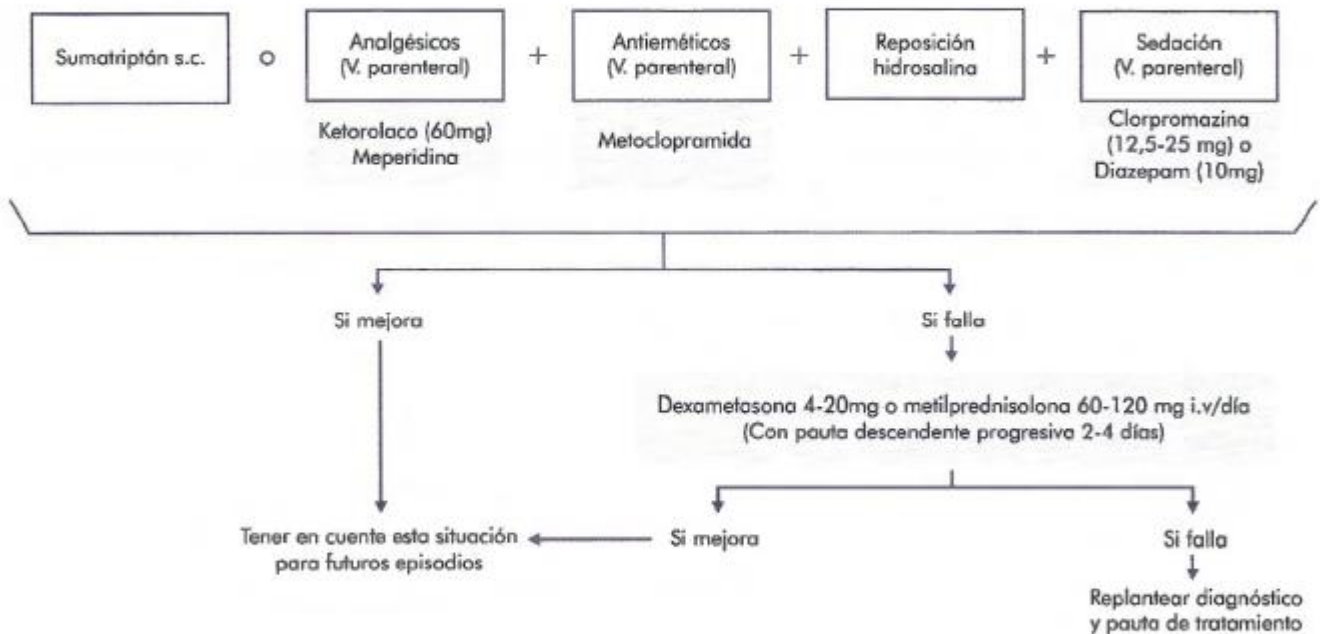 Sumatriptán s.c.
o
Analgésicos
(V. parenteral)
+
Antieméticos
(V. parenteral)
+
Reposición
hidrosalina
+
Sedación
(V. parenteral)
Ketorolaco (60mg)
Meperidina
Metoclopramida
Clorpromazina
(12,5-25 mg) o
Diazepam (10mg)
Si mejora
Si falla
Dexametasona 4-20mg o metilprednisolona 60-120 mg i.v/día
(Con pauta descendente progresiva 2-4 días)
Tener en cuente esta situación
para futuros episodios
Si mejora
Si falla
Replantear diagnóstico
y pauta de tratamiento